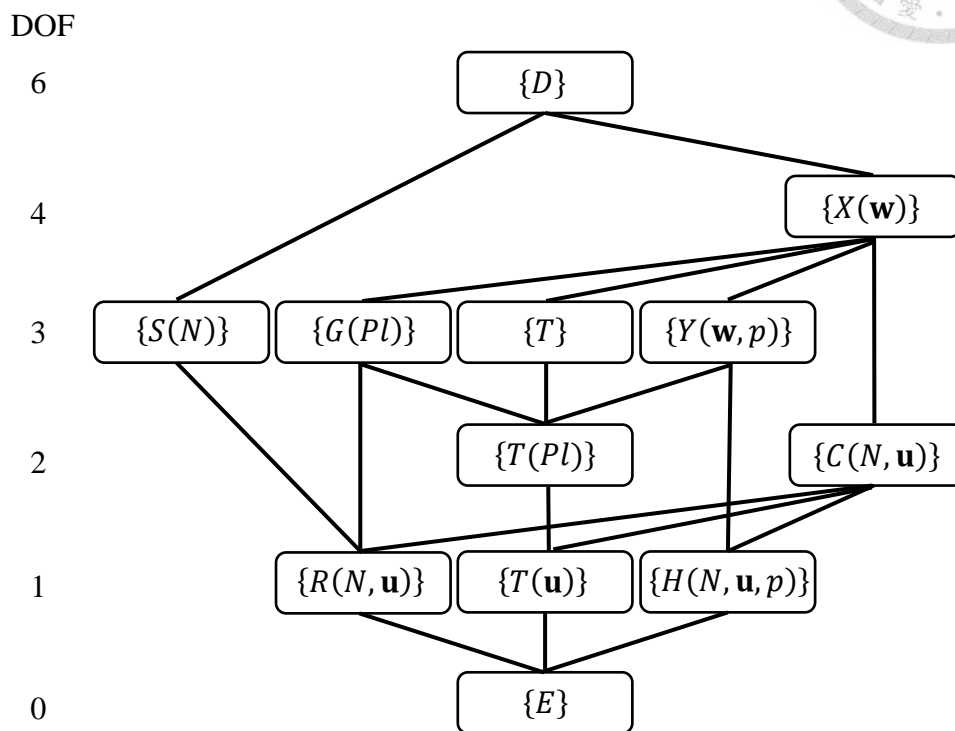 DOF
6 {D}
4 {X(w)}
3 {S(N)} {G(Pl)} {T} {Y(w, p)}
2 {T(Pl)} {C(N, u)}
1 {R(N, u)} {T(u)} {H(N, u, p)}
0 {E}